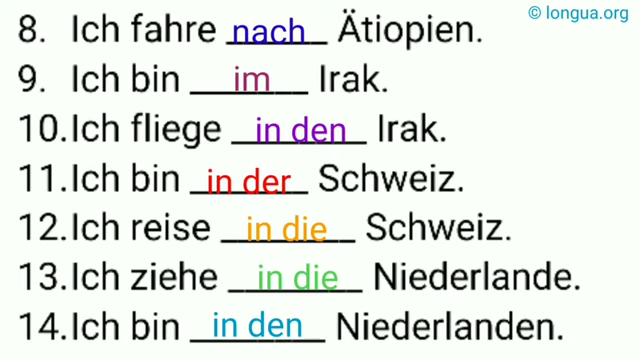 © longua.org
8. Ich fahre nach Ätiopien.
9. Ich bin im Irak.
10.Ich fliege in den Irak.
11.Ich bin in der Schweiz.
12.Ich reise in die Schweiz.
13.Ich ziehe in die Niederlande.
14.Ich bin in den Niederlanden.